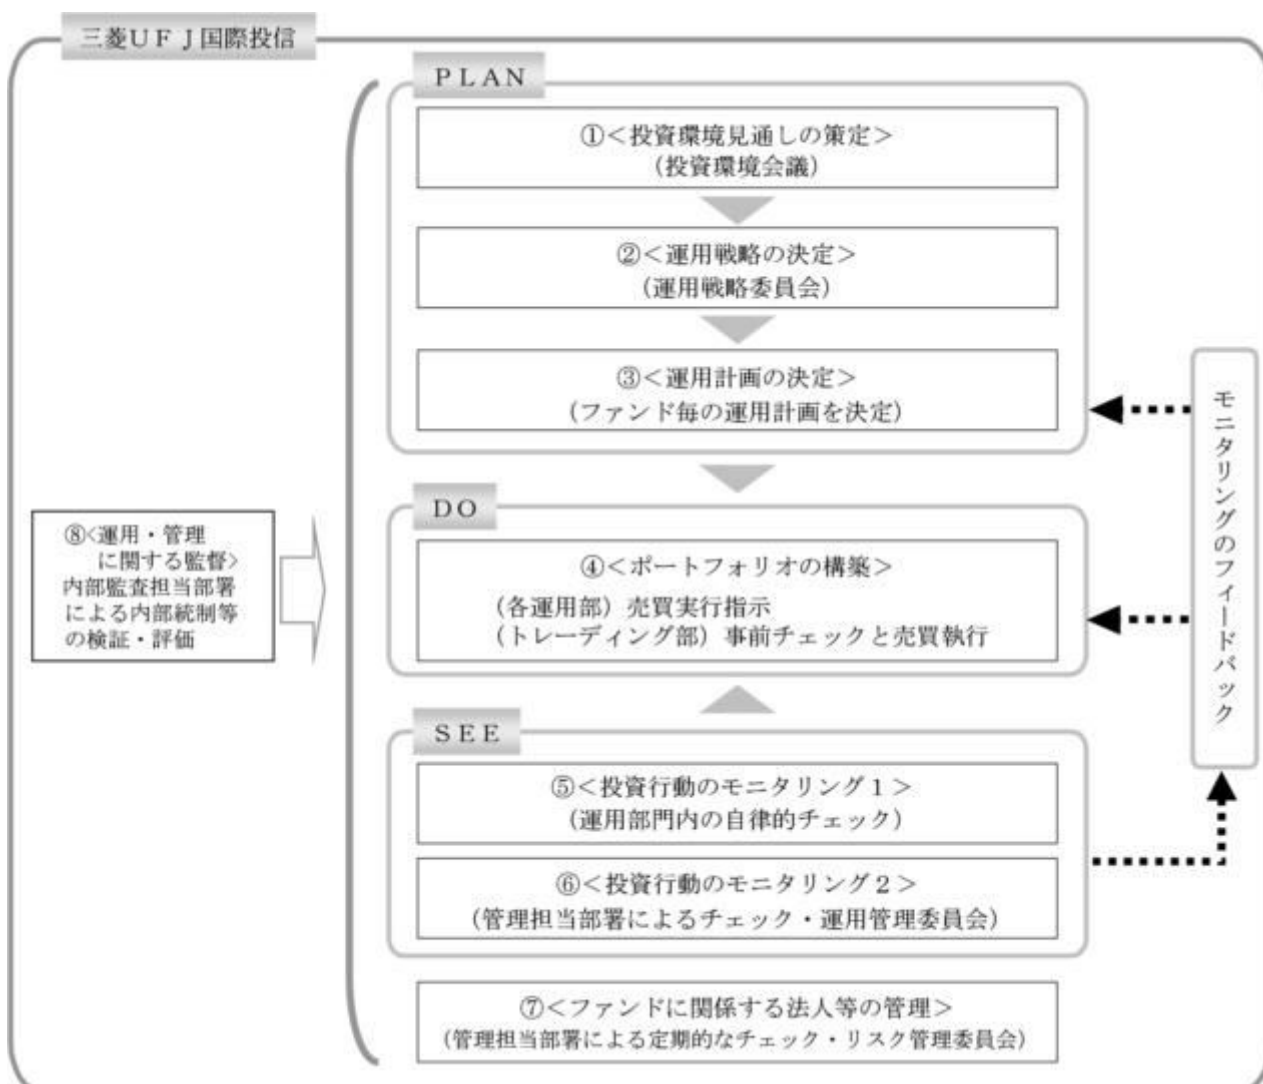 三菱ＵＦＪ国際投信
ＰＬＡＮ
①＜投資環境見通しの策定＞
（投資環境会議）
②＜運用戦略の決定＞
（運用戦略委員会）
③＜運用計画の決定＞
（ファンド毎の運用計画を決定）
ＤＯ
④＜ポートフォリオの構築＞
（各運用部）売買実行指示
（トレーディング部）事前チェックと売買執行
ＳＥＥ
⑤＜投資行動のモニタリング１＞
（運用部門内の自律的チェック）
⑥＜投資行動のモニタリング２＞
（管理担当部署によるチェック・運用管理委員会）
⑦＜ファンドに関係する法人等の管理＞
（管理担当部署による定期的なチェック・リスク管理委員会）
⑧＜運用・管理
に関する監督＞
内部監査担当部署
による内部統制等
の検証・評価
モニタリングのフィードバック